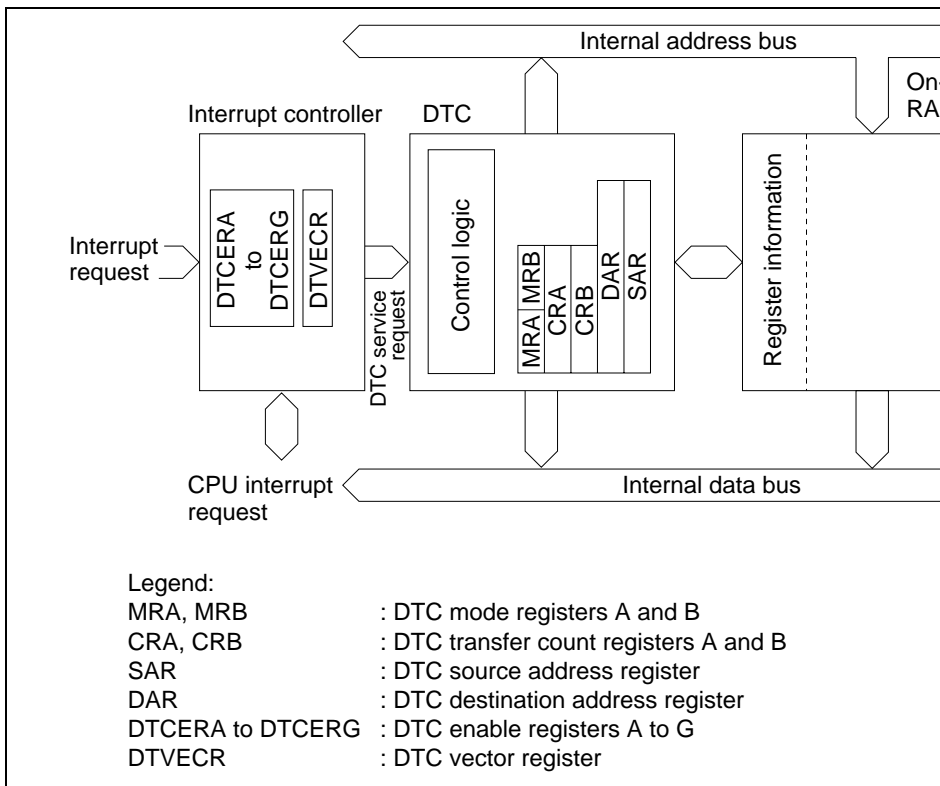 Internal address bus
On-
RA
Interrupt controller
DTC
Interrupt
request
DTCERA
to
DTCERG
DTVECR
DTC service
request
Control logic
MRA
MRB
CRA
CRB
DAR
SAR
Register information
CPU interrupt
request
Internal data bus
Legend:
MRA, MRB : DTC mode registers A and B
CRA, CRB : DTC transfer count registers A and B
SAR : DTC source address register
DAR : DTC destination address register
DTCERA to DTCERG : DTC enable registers A to G
DTVECR : DTC vector register